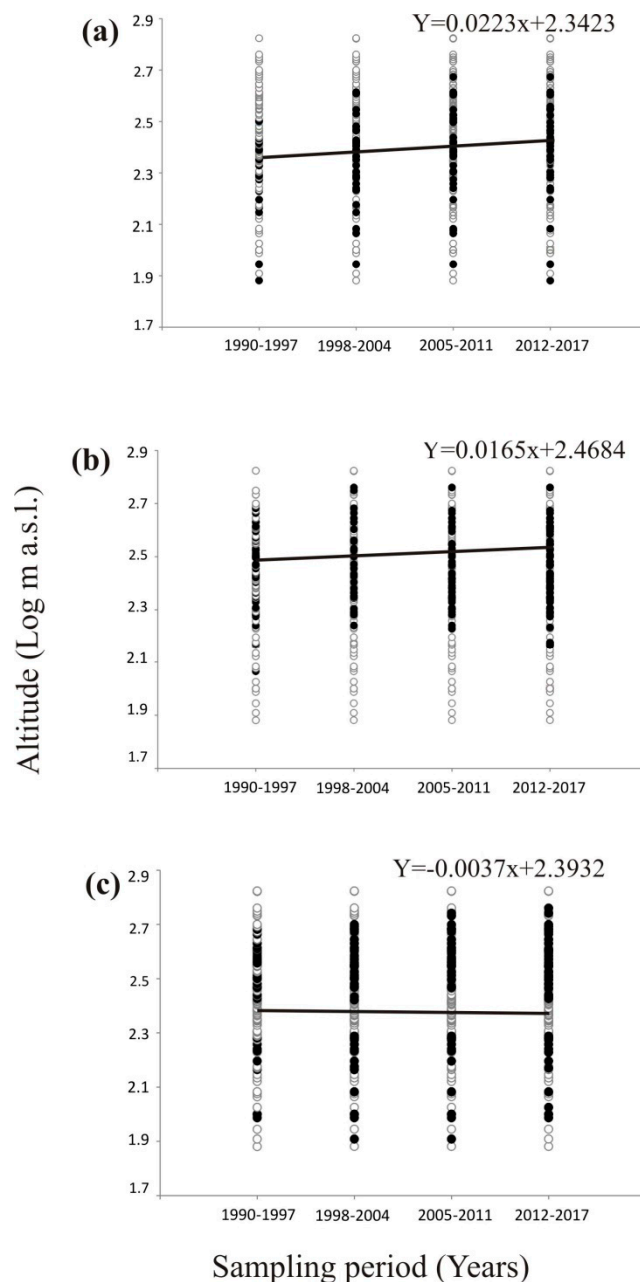 (a)
Y=0.0223x+2.3423
2.9
2.7
2.5
2.3
2.1
1.9
1.7
1990-1997 1998-2004 2005-2011 2012-2017
(b)
Y=0.0165x+2.4684
2.9
2.7
2.5
2.3
2.1
1.9
1.7
1990-1997 1998-2004 2005-2011 2012-2017
(c)
Y=-0.0037x+2.3932
2.9
2.7
2.5
2.3
2.1
1.9
1.7
1990-1997 1998-2004 2005-2011 2012-2017
Altitude (Log m a.s.l.)
Sampling period (Years)